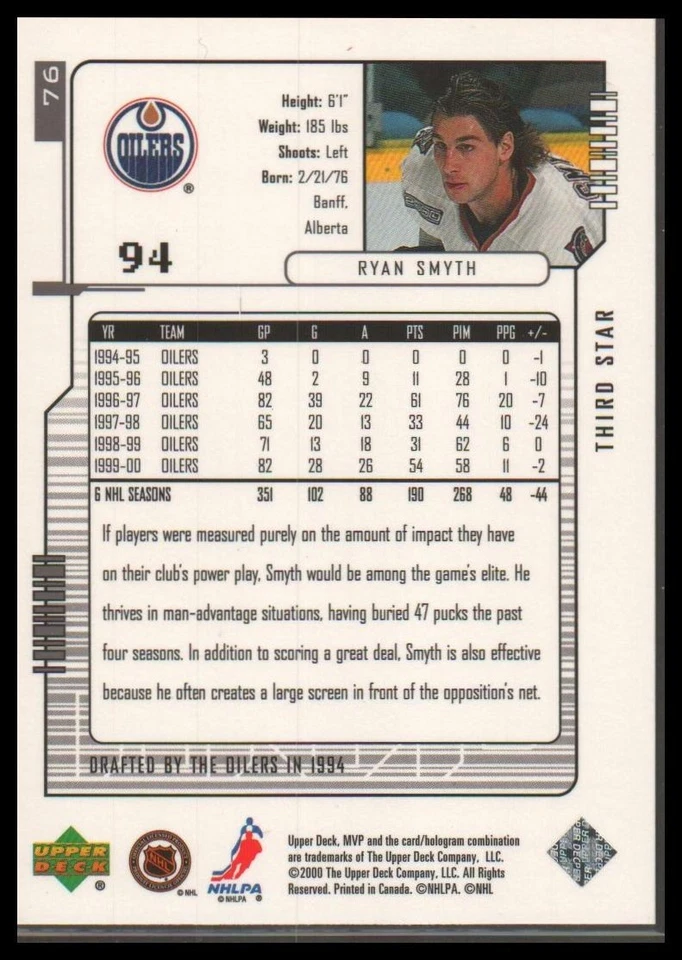 76
OILERS
®
Height: 6'1"
Weight: 185 lbs
Shoots: Left
Born: 2/21/76
Banff,
Alberta
2000
94
RYAN SMYTH
THIRD STAR
YR TEAM GP G A PTS PIM PPG +/-
1994-95 OILERS 3 0 0 0 0 0 -1
1995-96 OILERS 48 2 9 11 28 1 -10
1996-97 OILERS 82 39 22 61 76 20 -7
1997-98 OILERS 65 20 13 33 44 10 -24
1998-99 OILERS 71 13 18 31 62 6 0
1999-00 OILERS 82 28 26 54 58 11 -2
6 NHL SEASONS 351 102 88 190 268 48 -44
If players were measured purely on the amount of impact they have
on their club's power play, Smyth would be among the game's elite. He
thrives in man-advantage situations, having buried 47 pucks the past
four seasons. In addition to scoring a great deal, Smyth is also effective
because he often creates a large screen in front of the opposition's net.
DRAFTED BY THE OILERS IN 1994
UPPER
DECK
®
NHL
©NHL
NHLPA
©NHLPA ®
Upper Deck, MVP and the card/hologram combination
are trademarks of The Upper Deck Company, LLC.
©2000 The Upper Deck Company, LLC. All Rights
Reserved. Printed in Canada. ©NHLPA. ©NHL